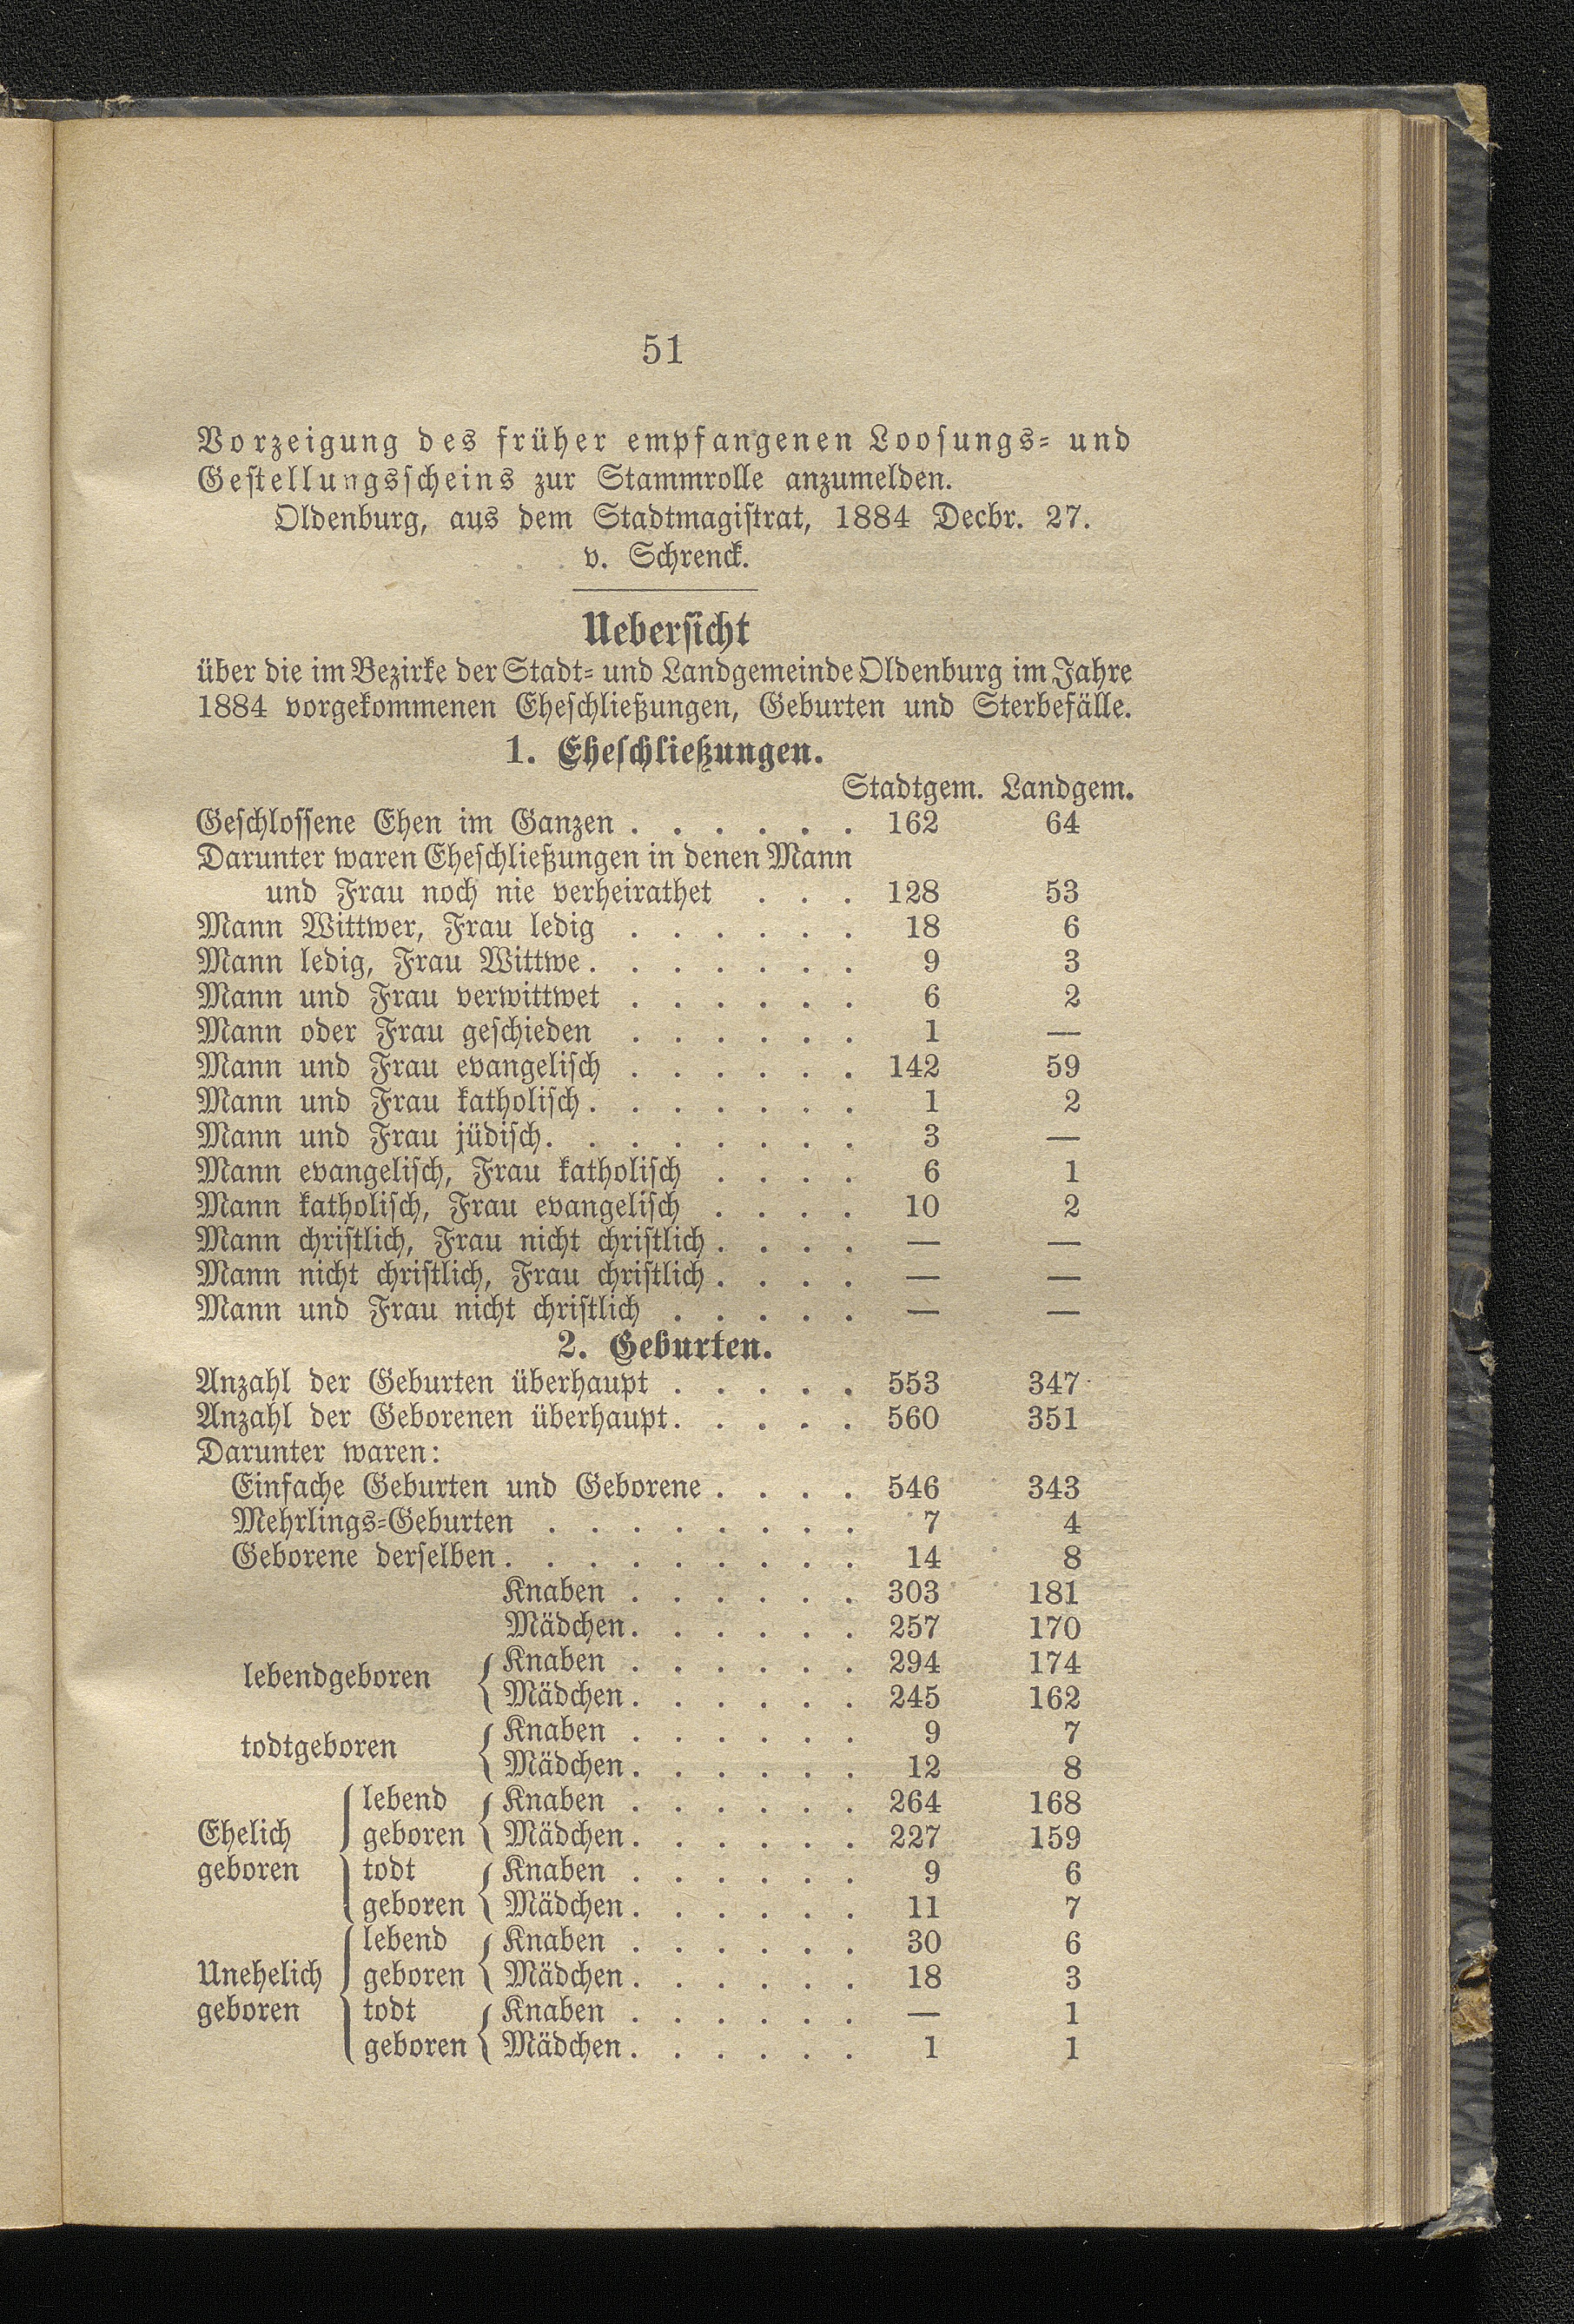 51
Vorzeigung des früher empfangenen Loosungs- und
Gestellungsscheins zur Stammrolle anzumelden.
Oldenburg, aus dem Stadtmagistrat, 1884 Decbr. 27.
v. Schrenck.
Uebersicht
über die im Bezirke der Stadt- und Landgemeinde Oldenburg im Jahre
1884 vorgekommenen Eheschließungen, Geburten und Sterbefälle.
1. Eheschließungen.
Stadtgem. Landgem.
Geschlossene Ehen im Ganzen . . . . . . 162 64
Darunter waren Eheschließungen in denen Mann
und Frau noch nie verheirathet . . . 128 53
Mann Wittwer, Frau ledig . . . . . . 18 6
Mann ledig, Frau Wittwe . . . . . . . 9 3
Mann und Frau verwittwet . . . . . . 6 2
Mann oder Frau geschieden . . . . . . 1 —
Mann und Frau evangelisch . . . . . . 142 59
Mann und Frau katholisch . . . . . . . 1 2
Mann und Frau jüdisch . . . . . . . . 3 —
Mann evangelisch, Frau katholisch . . . . 6 1
Mann katholisch, Frau evangelisch . . . . 10 2
Mann christlich, Frau nicht christlich . . . . — —
Mann nicht christlich, Frau christlich . . . . — —
Mann und Frau nicht christlich . . . . . — —
2. Geburten.
Anzahl der Geburten überhaupt . . . . . 553 347
Anzahl der Geborenen überhaupt . . . . . 560 351
Darunter waren:
Einfache Geburten und Geborene . . . . 546 343
Mehrlings-Geburten . . . . . . . . 7 4
Geborene derselben . . . . . . . . . 14 8
Knaben . . . . . . 303 181
Mädchen . . . . . . 257 170
lebendgeboren { Knaben . . . . . . 294 174
{ Mädchen . . . . . . 245 162
todtgeboren { Knaben . . . . . . 9 7
{ Mädchen . . . . . . 12 8
lebend { Knaben . . . . . . 264 168
Ehelich geboren { Mädchen . . . . . . 227 159
geboren todt { Knaben . . . . . . 9 6
geboren { Mädchen . . . . . . 11 7
lebend { Knaben . . . . . . 30 6
Unehelich geboren { Mädchen . . . . . . 18 3
geboren todt { Knaben . . . . . . — 1
geboren { Mädchen . . . . . . 1 1